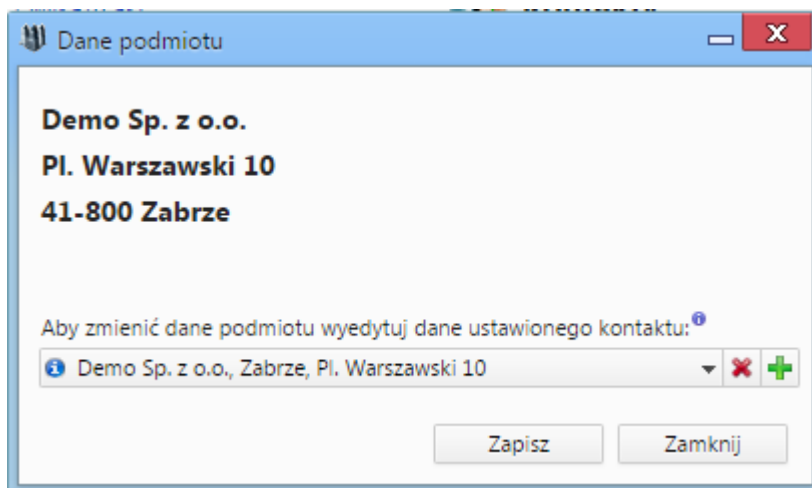 Dane podmiotu
Demo Sp. z o.o.
Pl. Warszawski 10
41-800 Zabrze
Aby zmienić dane podmiotu wyedytuj dane ustawionego kontaktu:
Demo Sp. z o.o., Zabrze, Pl. Warszawski 10
Zapisz
Zamknij